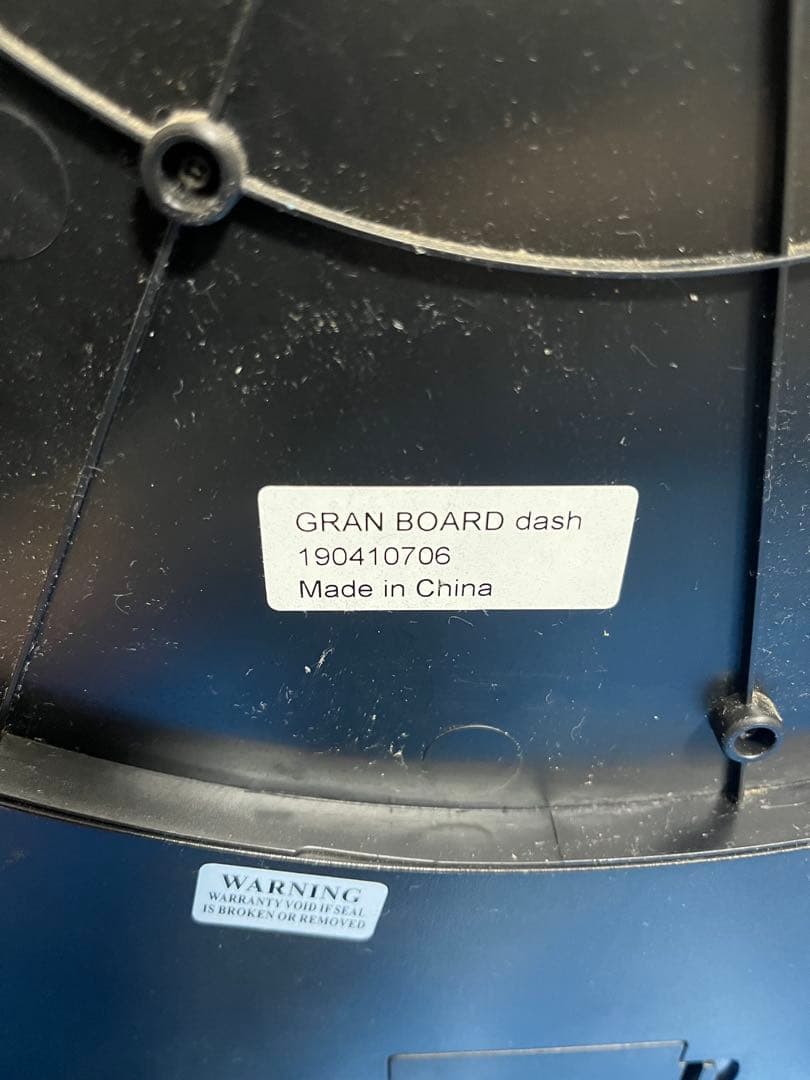 GRAN BOARD dash
190410706
Made in China
WARNING
WARRANTY VOID IF SEAL
IS BROKEN OR REMOVED